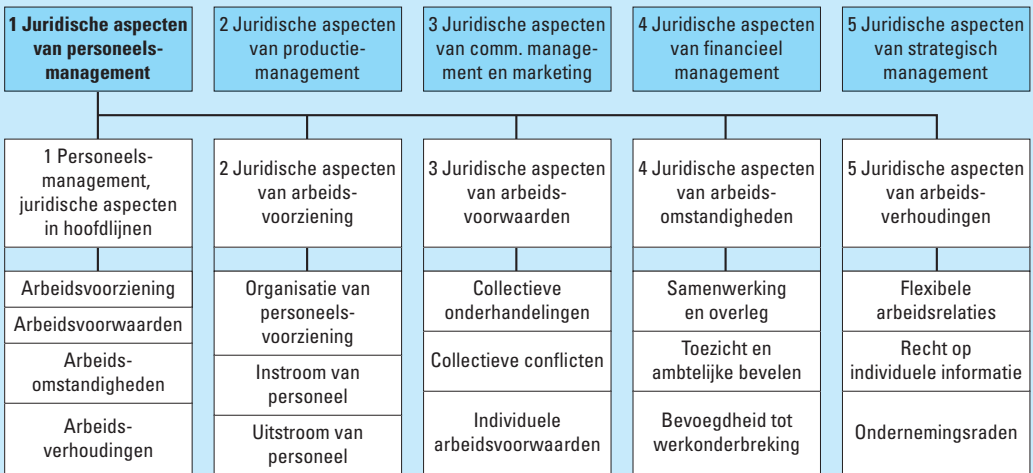 1 Juridische aspecten
van personeels-
management
2 Juridische aspecten
van productie-
management
3 Juridische aspecten
van comm. manage-
ment en marketing
4 Juridische aspecten
van financieel
management
5 Juridische aspecten
van strategisch
management
1 Personeels-
management,
juridische aspecten
in hoofdlijnen
2 Juridische aspecten
van arbeids-
voorziening
3 Juridische aspecten
van arbeids-
voorwaarden
4 Juridische aspecten
van arbeids-
omstandigheden
5 Juridische aspecten
van arbeids-
verhoudingen
Arbeidsvoorziening
Arbeidsvoorwaarden
Arbeids-
omstandigheden
Arbeids-
verhoudingen
Organisatie van
personeels-
voorziening
Instroom van
personeel
Uitstroom van
personeel
Collectieve
onderhandelingen
Collectieve conflicten
Individuele
arbeidsvoorwaarden
Samenwerking
en overleg
Toezicht en
ambtelijke bevelen
Bevoegdheid tot
werkonderbreking
Flexibele
arbeidsrelaties
Recht op
individuele informatie
Ondernemingsraden